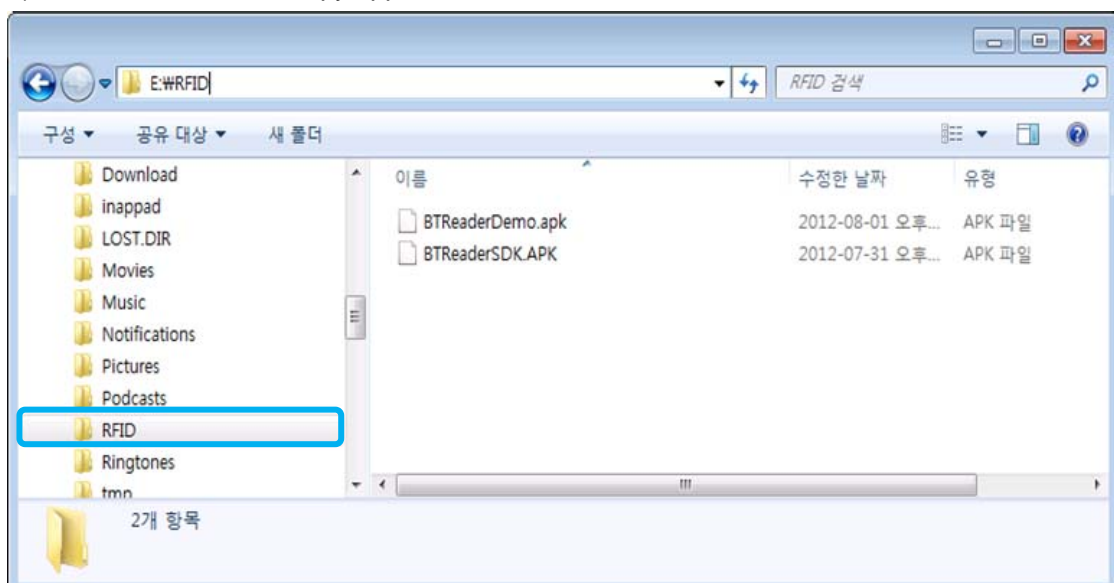 E:₩RFID
RFID 검색
구성 공유 대상 새 폴더
Download
inappad
LOST.DIR
Movies
Music
Notifications
Pictures
Podcasts
RFID
Ringtones
tmp
이름 수정한 날짜 유형
BTReaderDemo.apk 2012-08-01 오후... APK 파일
BTReaderSDK.APK 2012-07-31 오후... APK 파일
2개 항목